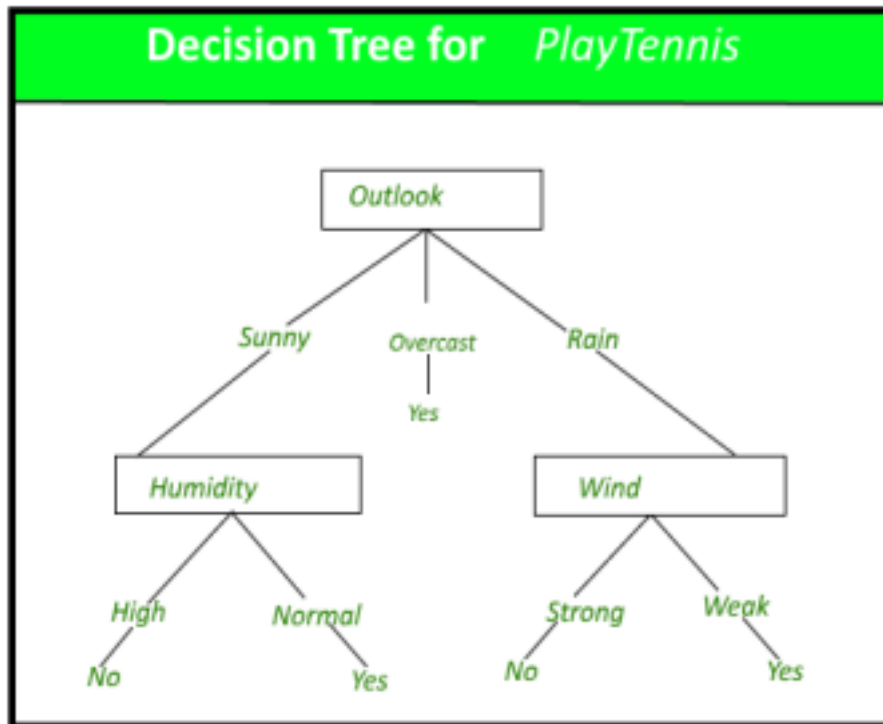 Decision Tree for PlayTennis
Outlook
Sunny Overcast Rain
Yes
Humidity Wind
High Normal Strong Weak
No Yes No Yes